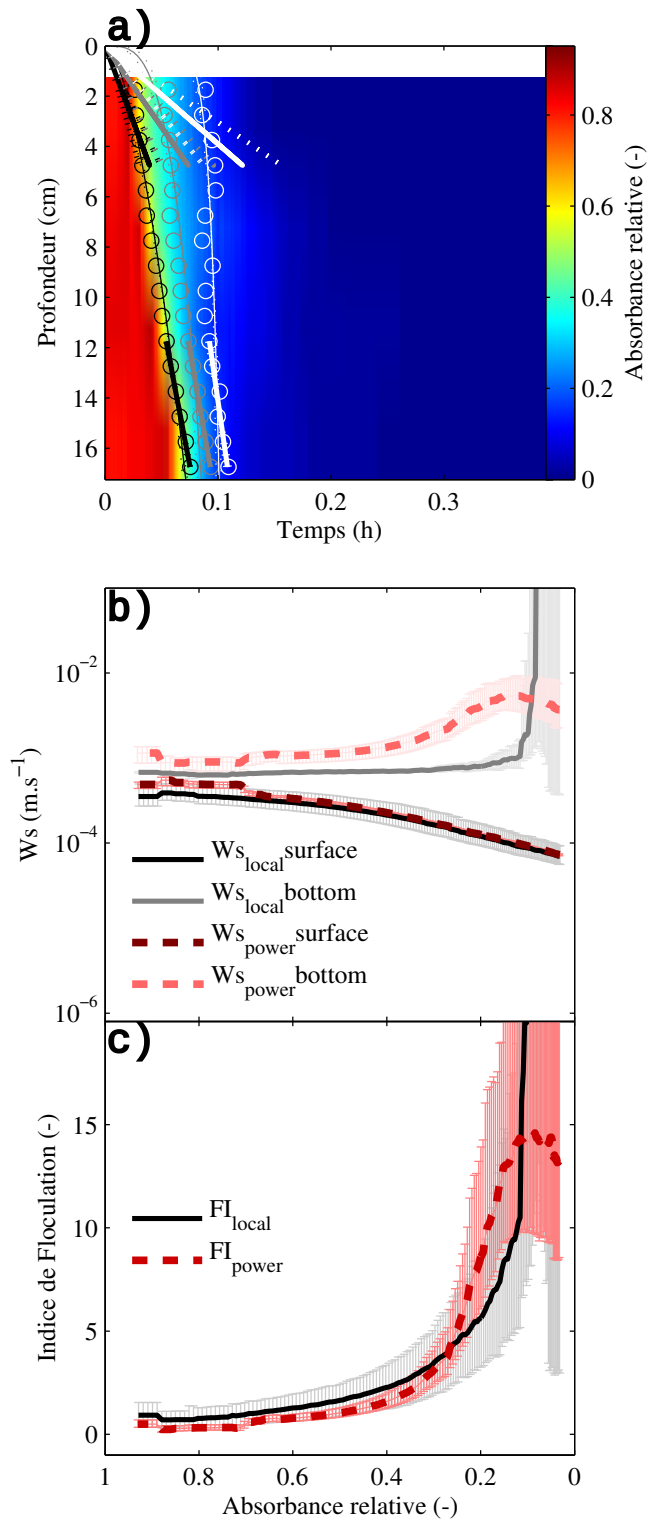 a)
0
2
4
6
8
10
12
14
16
Profondeur (cm)
0 0.1 0.2 0.3
Temps (h)
0.8
0.6
0.4
0.2
0
Absorbance relative (-)
b)
10⁻²
10⁻⁴
10⁻⁶
Ws (m.s⁻¹)
Ws_local surface
Ws_local bottom
Ws_power surface
Ws_power bottom
c)
15
10
5
0
Indice de Floculation (-)
FI_local
FI_power
1 0.8 0.6 0.4 0.2 0
Absorbance relative (-)